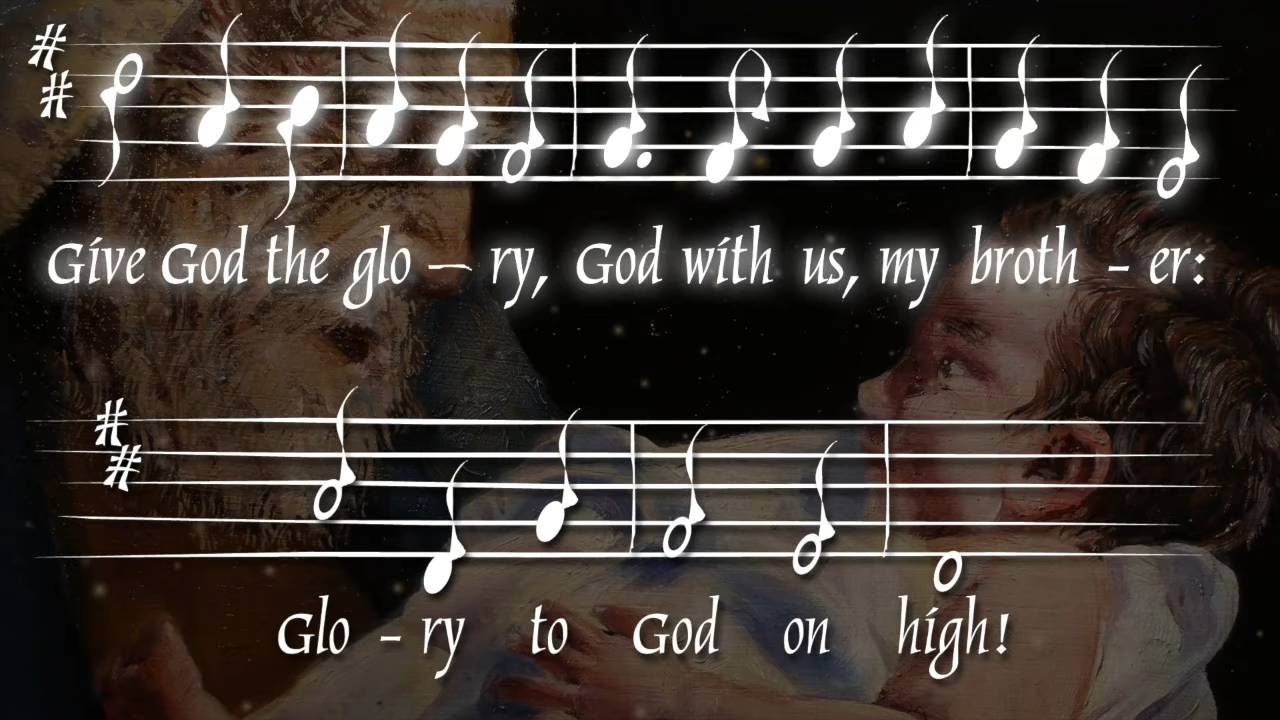 Give God the glo – ry, God with us, my broth – er:
Glo – ry to God on high!